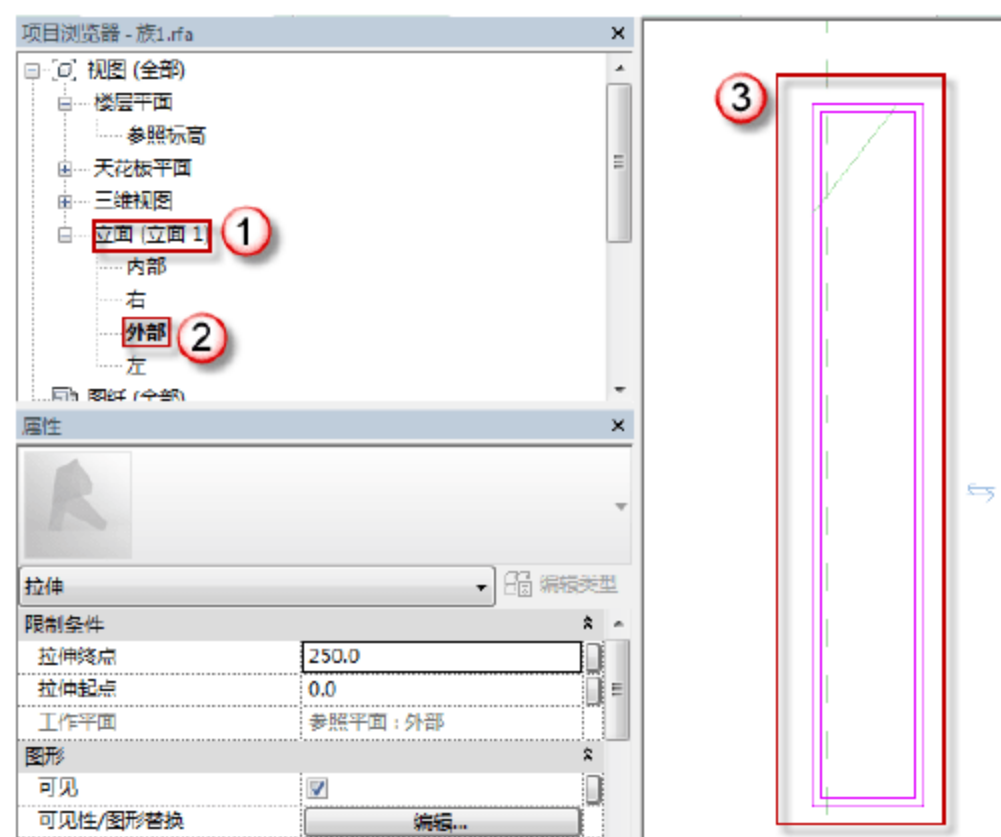 项目浏览器 - 族1.rfa
视图 (全部)
楼层平面
参照标高
天花板平面
三维视图
立面 (立面 1)
1
内部
右
外部
2
左
图纸 (全部)
属性
拉伸
编辑类型
限制条件
拉伸终点 250.0
拉伸起点 0.0
工作平面 参照平面 : 外部
图形
可见
可见性/图形替换 编辑...
3